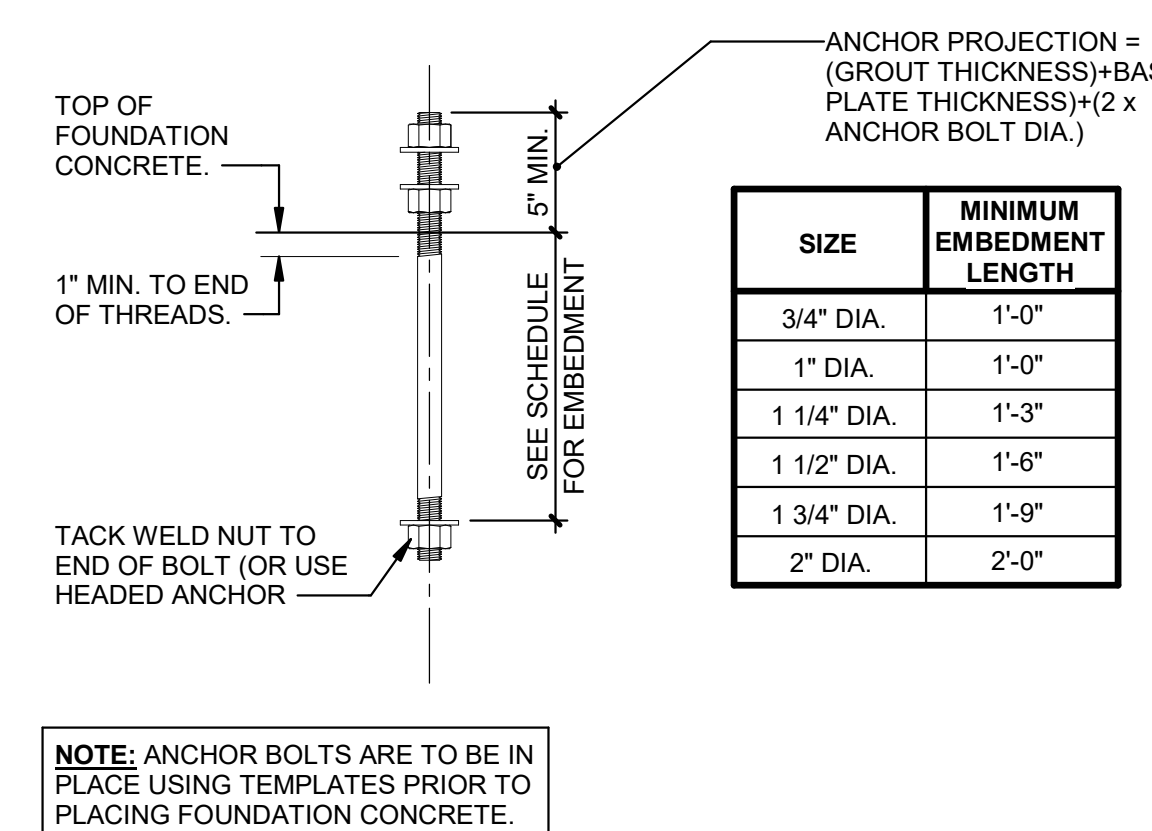 ANCHOR PROJECTION =
(GROUT THICKNESS)+BAS
PLATE THICKNESS)+(2 x
ANCHOR BOLT DIA.)
TOP OF
FOUNDATION
CONCRETE.
5" MIN.
1" MIN. TO END
OF THREADS.
SEE SCHEDULE
FOR EMBEDMENT
TACK WELD NUT TO
END OF BOLT (OR USE
HEADED ANCHOR
SIZE
MINIMUM
EMBEDMENT
LENGTH
3/4" DIA. 1'-0"
1" DIA. 1'-0"
1 1/4" DIA. 1'-3"
1 1/2" DIA. 1'-6"
1 3/4" DIA. 1'-9"
2" DIA. 2'-0"
NOTE: ANCHOR BOLTS ARE TO BE IN
PLACE USING TEMPLATES PRIOR TO
PLACING FOUNDATION CONCRETE.